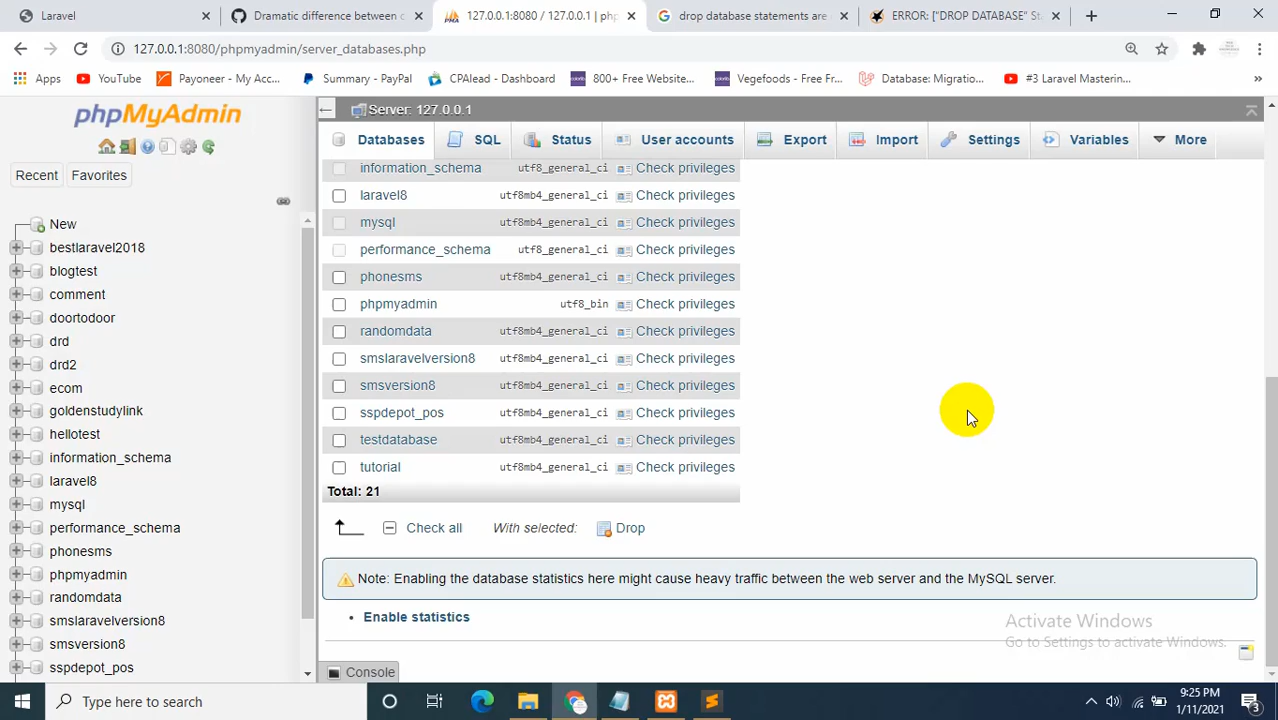 Laravel
Dramatic difference between c
127.0.0.1:8080 / 127.0.0.1 | php
drop database statements are
ERROR: ["DROP DATABASE" St
127.0.0.1:8080/phpmyadmin/server_databases.php
Apps
YouTube
Payoneer - My Acc...
Summary - PayPal
CPAlead - Dashboard
800+ Free Website...
Vegefoods - Free Fr...
Database: Migratio...
#3 Laravel Masterin...
»
phpMyAdmin
Recent
Favorites
New
bestlaravel2018
blogtest
comment
doortodoor
drd
drd2
ecom
goldenstudylink
hellotest
information_schema
laravel8
mysql
performance_schema
phonesms
phpmyadmin
randomdata
smslaravelversion8
smsversion8
sspdepot_pos
Server: 127.0.0.1
Databases
SQL
Status
User accounts
Export
Import
Settings
Variables
More
information_schema utf8_general_ci Check privileges
laravel8 utf8mb4_general_ci Check privileges
mysql utf8mb4_general_ci Check privileges
performance_schema utf8_general_ci Check privileges
phonesms utf8mb4_general_ci Check privileges
phpmyadmin utf8_bin Check privileges
randomdata utf8mb4_general_ci Check privileges
smslaravelversion8 utf8mb4_general_ci Check privileges
smsversion8 utf8mb4_general_ci Check privileges
sspdepot_pos utf8mb4_general_ci Check privileges
testdatabase utf8mb4_general_ci Check privileges
tutorial utf8mb4_general_ci Check privileges
Total: 21
Check all With selected: Drop
Note: Enabling the database statistics here might cause heavy traffic between the web server and the MySQL server.
• Enable statistics
Activate Windows
Go to Settings to activate Windows.
Console
Type here to search
9:25 PM
1/11/2021
3